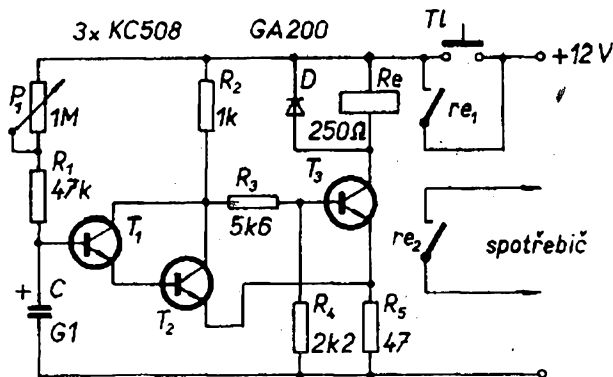 3x KC508
GA200
Tl
+12V
P1
1M
R2
1k
D
Re
250Ω
re1
R1
47k
R3
5k6
T3
T1
T2
re2
spotřebič
+ C
G1
R4
2k2
R5
47